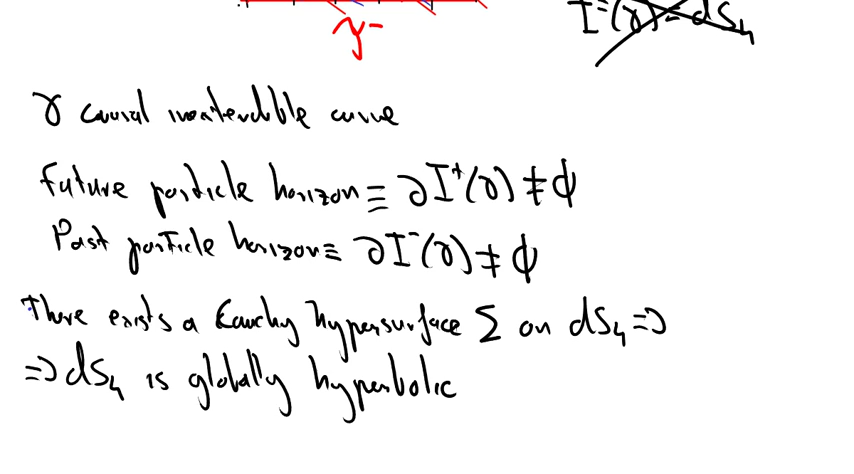 𝒥⁻
I⁻(γ) = dS₄
γ causal inextendible curve
Future particle horizon ≡ ∂I⁺(γ) ≠ ϕ
Past particle horizon ≡ ∂I⁻(γ) ≠ ϕ
There exists a Cauchy hypersurface Σ on dS₄ =>
=> dS₄ is globally hyperbolic